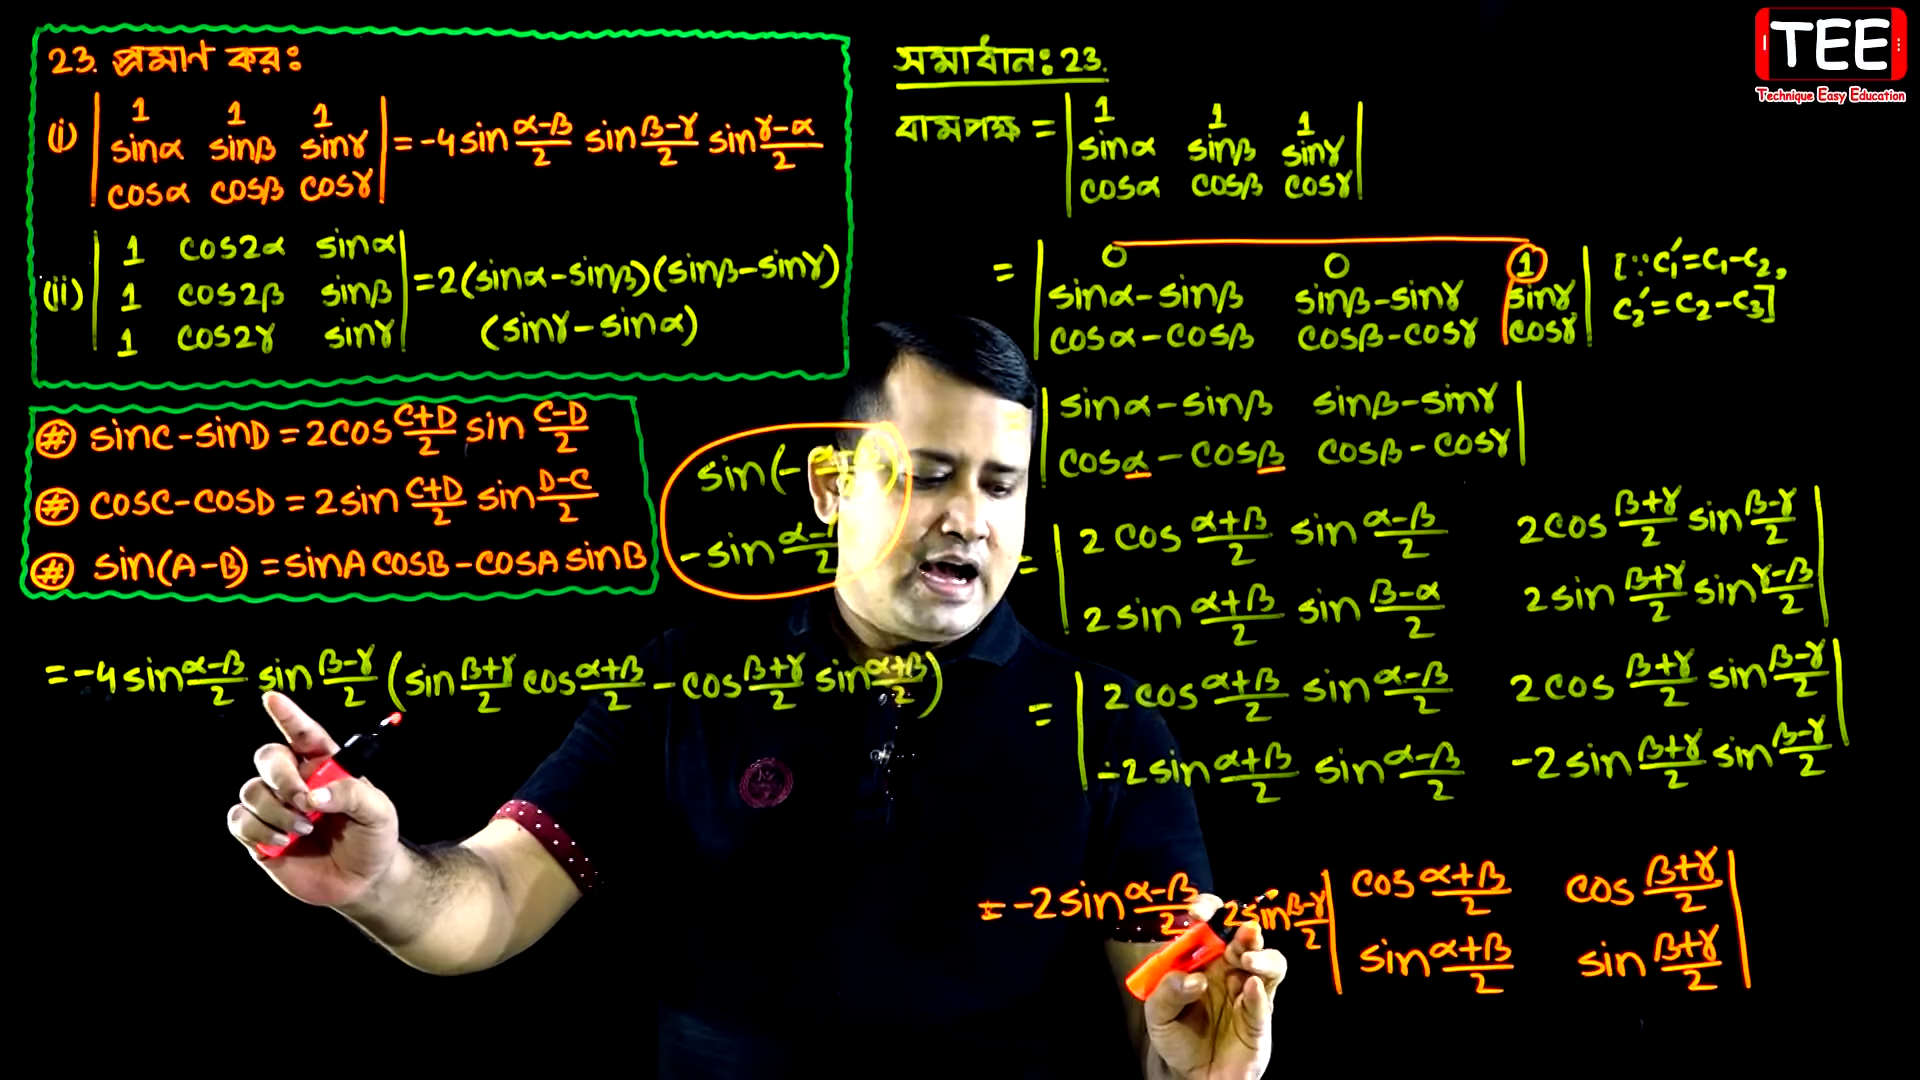 TEE
Technique Easy Education
23. প্রমাণ করঃ
(i) | 1 1 1 |
| sinα sinβ sinγ | = -4 sin (α-β)/2 sin (β-γ)/2 sin (γ-α)/2
| cosα cosβ cosγ |
(ii) | 1 cos2α sinα |
| 1 cos2β sinβ | = 2(sinα-sinβ)(sinβ-sinγ)
| 1 cos2γ sinγ | (sinγ-sinα)
# sinC-sinD = 2cos (C+D)/2 sin (C-D)/2
# cosC-cosD = 2sin (C+D)/2 sin (D-C)/2
# sin(A-B) = sinA cosB - cosA sinB
sin(-
-sin
= -4 sin (α-β)/2 sin (β-γ)/2 (sin (β+γ)/2 cos (α+β)/2 - cos (β+γ)/2 sin (α+β)/2)
সমাধান: 23.
বামপক্ষ = | 1 1 1 |
| sinα sinβ sinγ |
| cosα cosβ cosγ |
= | 0 0 1 | [∵ c₁′ = c₁-c₂,
| sinα-sinβ sinβ-sinγ sinγ | c₂′ = c₂-c₃]
| cosα-cosβ cosβ-cosγ cosγ |
| sinα-sinβ sinβ-sinγ |
| cosα-cosβ cosβ-cosγ |
= | 2cos (α+β)/2 sin (α-β)/2 2cos (β+γ)/2 sin (β-γ)/2 |
| 2sin (α+β)/2 sin (β-α)/2 2sin (β+γ)/2 sin (γ-β)/2 |
= | 2cos (α+β)/2 sin (α-β)/2 2cos (β+γ)/2 sin (β-γ)/2 |
| -2sin (α+β)/2 sin (α-β)/2 -2sin (β+γ)/2 sin (β-γ)/2 |
= -2sin (α-β)/2 2sin (β-γ)/2 | cos (α+β)/2 cos (β+γ)/2 |
| sin (α+β)/2 sin (β+γ)/2 |